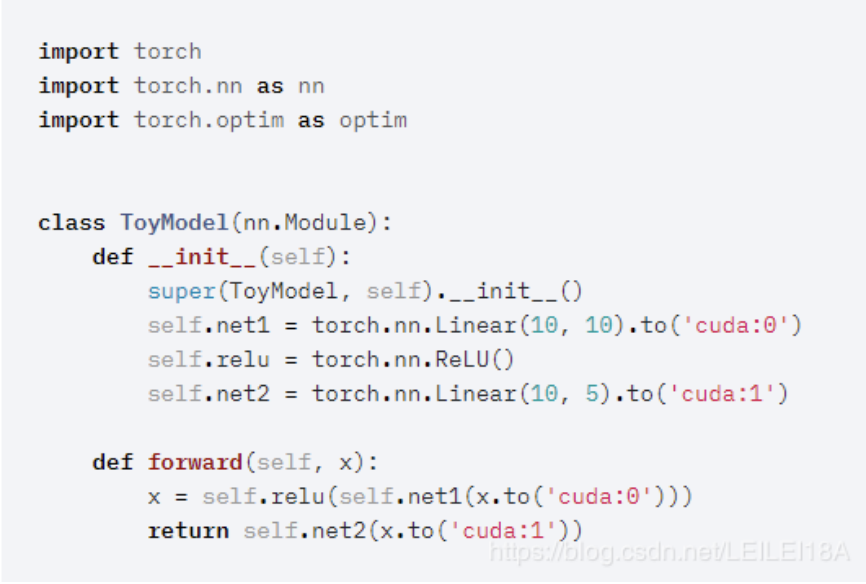 import torch
import torch.nn as nn
import torch.optim as optim
class ToyModel(nn.Module):
    def __init__(self):
        super(ToyModel, self).__init__()
        self.net1 = torch.nn.Linear(10, 10).to('cuda:0')
        self.relu = torch.nn.ReLU()
        self.net2 = torch.nn.Linear(10, 5).to('cuda:1')
    def forward(self, x):
        x = self.relu(self.net1(x.to('cuda:0')))
        return self.net2(x.to('cuda:1'))
https://blog.csdn.net/LEILEI18A